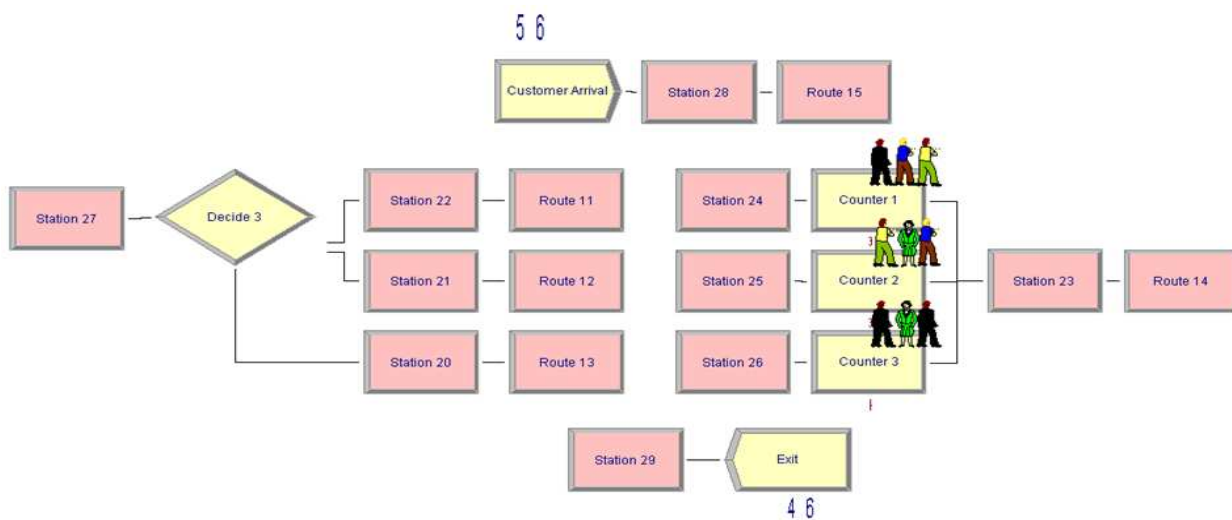 5 6
Customer Arrival
Station 28
Route 15
Station 27
Decide 3
Station 22
Route 11
Station 24
Counter 1
Station 21
Route 12
Station 25
Counter 2
Station 23
Route 14
Station 20
Route 13
Station 26
Counter 3
Station 29
Exit
4 6